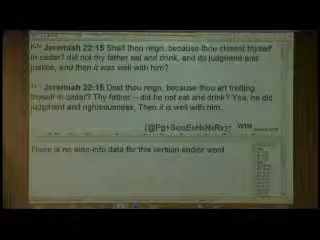 Jeremiah 22:15 Shalt thou reign, because thou closest thyself
in cedar? did not thy father eat and drink, and do judgment and
justice, and then it was well with him?
Jeremiah 22:15 Dost thou reign, because thou art fretting
thyself in cedar? Thy father -- did he not eat and drink? Yea, he did
judgment and righteousness, Then it is well with him.
WTM
There is no auto-info data for this version and/or word